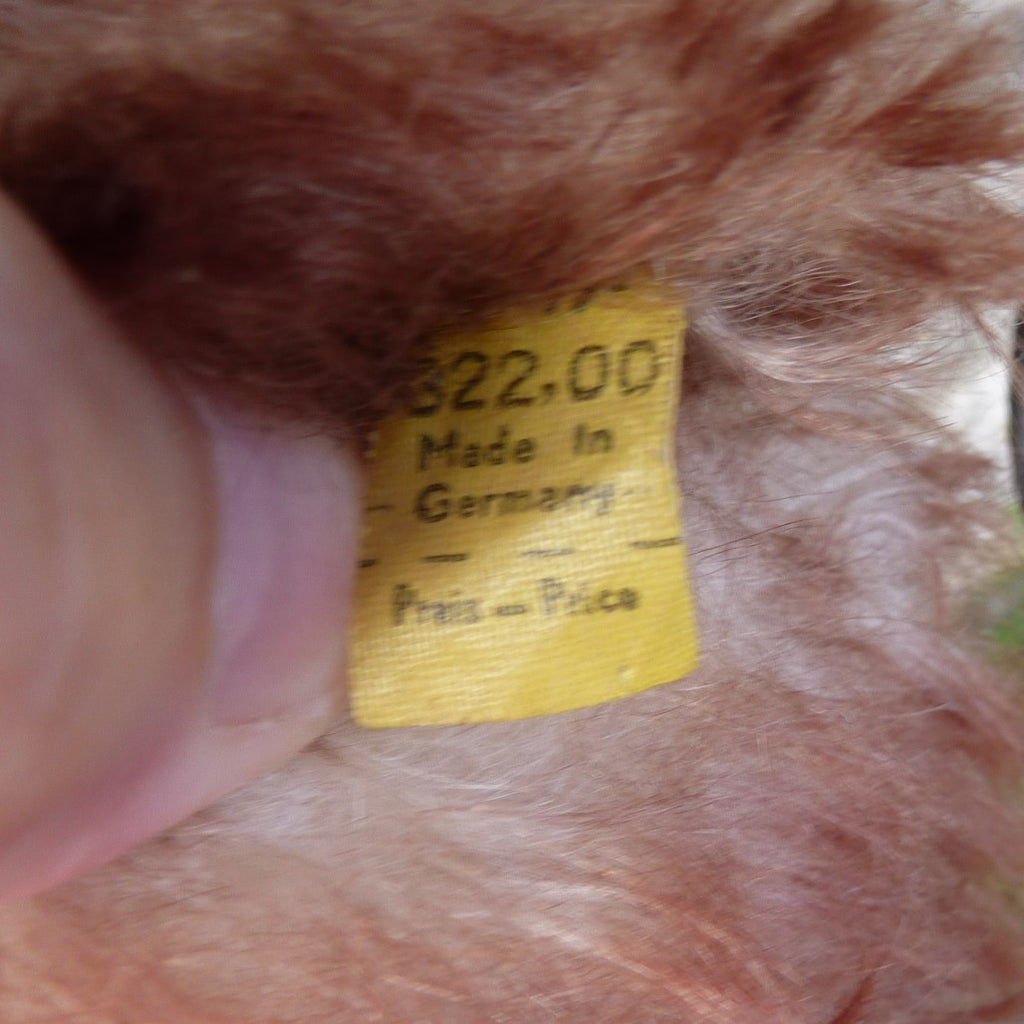 322,00
Made in
- Germany -
- - - -
Preis - Price